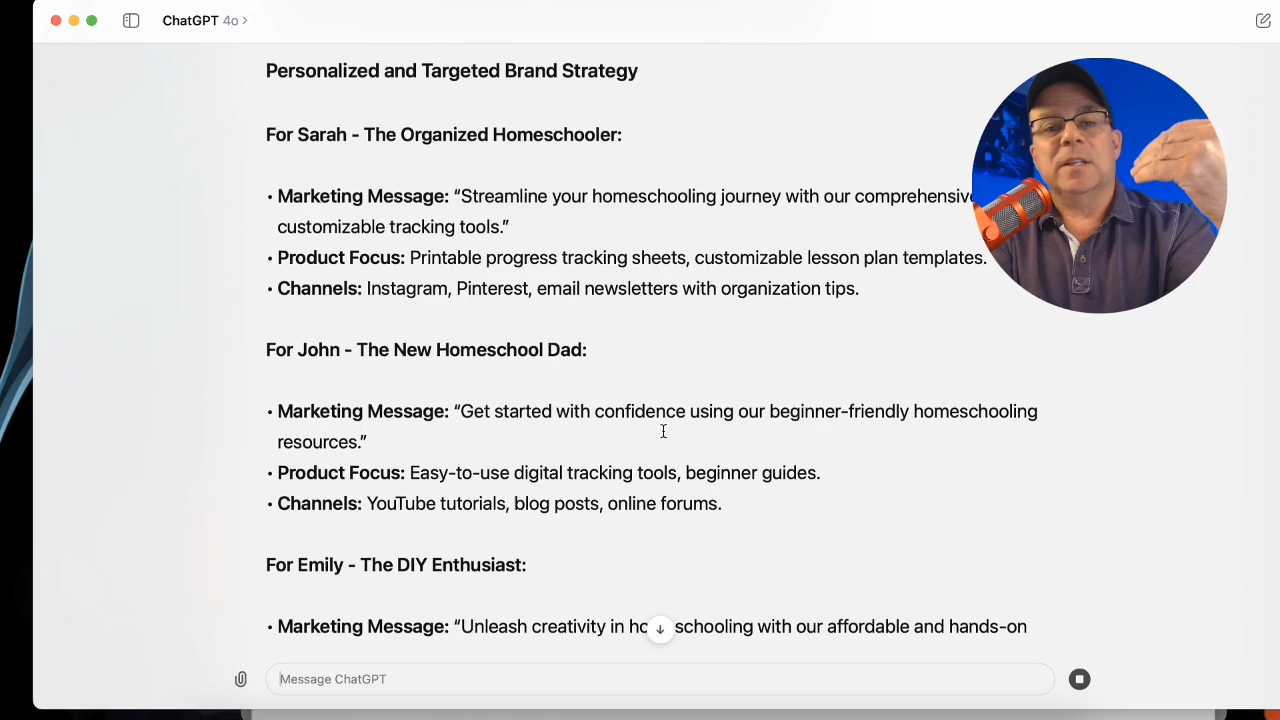 ChatGPT 4o >
Personalized and Targeted Brand Strategy
For Sarah - The Organized Homeschooler:
• Marketing Message: “Streamline your homeschooling journey with our comprehensive
customizable tracking tools.”
• Product Focus: Printable progress tracking sheets, customizable lesson plan templates.
• Channels: Instagram, Pinterest, email newsletters with organization tips.
For John - The New Homeschool Dad:
• Marketing Message: “Get started with confidence using our beginner-friendly homeschooling
resources.”
• Product Focus: Easy-to-use digital tracking tools, beginner guides.
• Channels: YouTube tutorials, blog posts, online forums.
For Emily - The DIY Enthusiast:
• Marketing Message: “Unleash creativity in ho schooling with our affordable and hands-on
Message ChatGPT